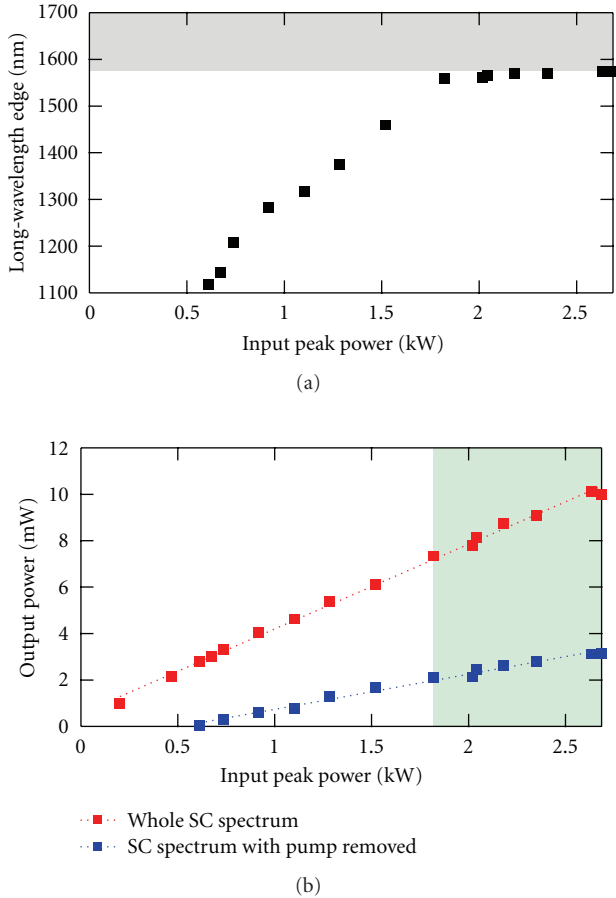 1700
1600
1500
1400
1300
1200
1100
Long-wavelength edge (nm)
0 0.5 1 1.5 2 2.5
Input peak power (kW)
(a)
12
10
8
6
4
2
0
Output power (mW)
0 0.5 1 1.5 2 2.5
Input peak power (kW)
Whole SC spectrum
SC spectrum with pump removed
(b)